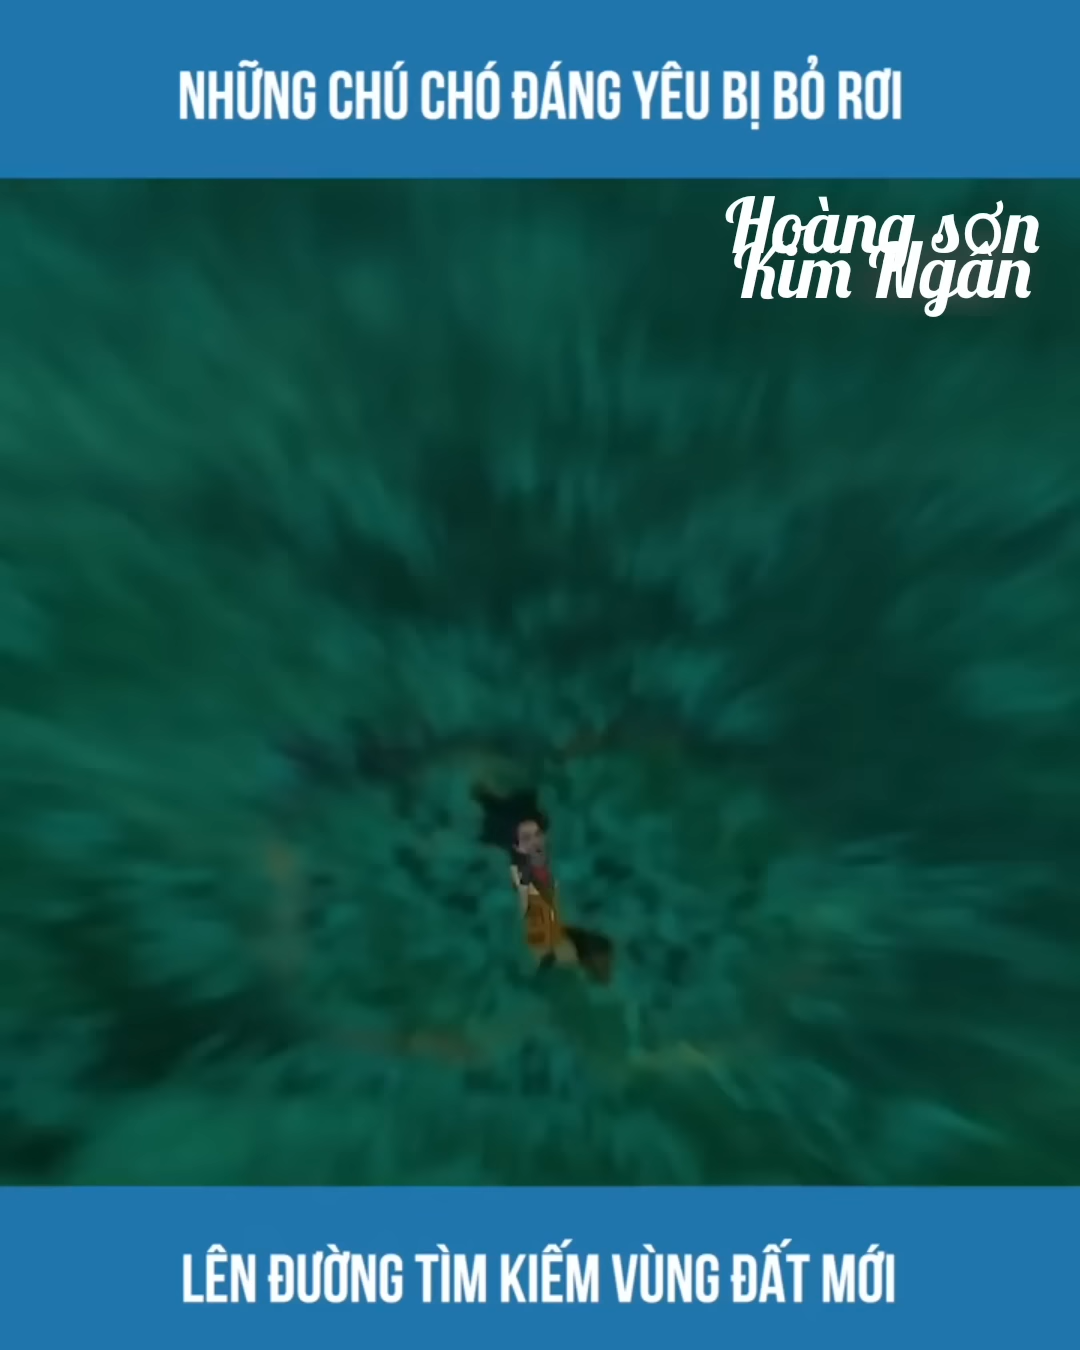 NHỮNG CHÚ CHÓ ĐÁNG YÊU BỊ BỎ RƠI
Hoàng sơn
Kim Ngân
LÊN ĐƯỜNG TÌM KIẾM VÙNG ĐẤT MỚI